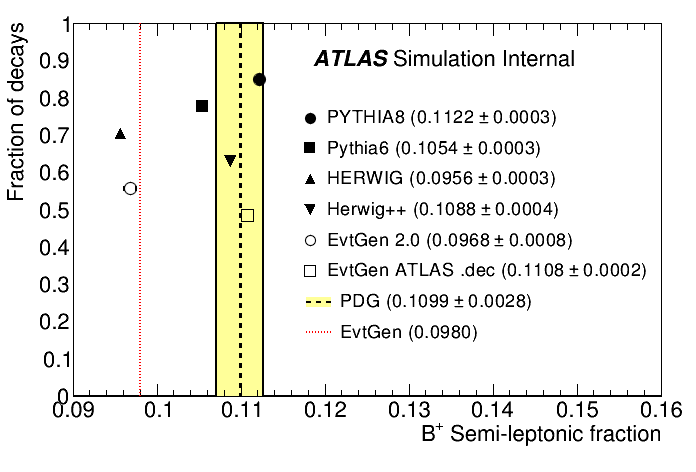 Fraction of decays
1
0.9
0.8
0.7
0.6
0.5
0.4
0.3
0.2
0.1
0
ATLAS Simulation Internal
PYTHIA8 (0.1122 ± 0.0003)
Pythia6 (0.1054 ± 0.0003)
HERWIG (0.0956 ± 0.0003)
Herwig++ (0.1088 ± 0.0004)
EvtGen 2.0 (0.0968 ± 0.0008)
EvtGen ATLAS .dec (0.1108 ± 0.0002)
PDG (0.1099 ± 0.0028)
EvtGen (0.0980)
0.09 0.1 0.11 0.12 0.13 0.14 0.15 0.16
B⁺ Semi-leptonic fraction